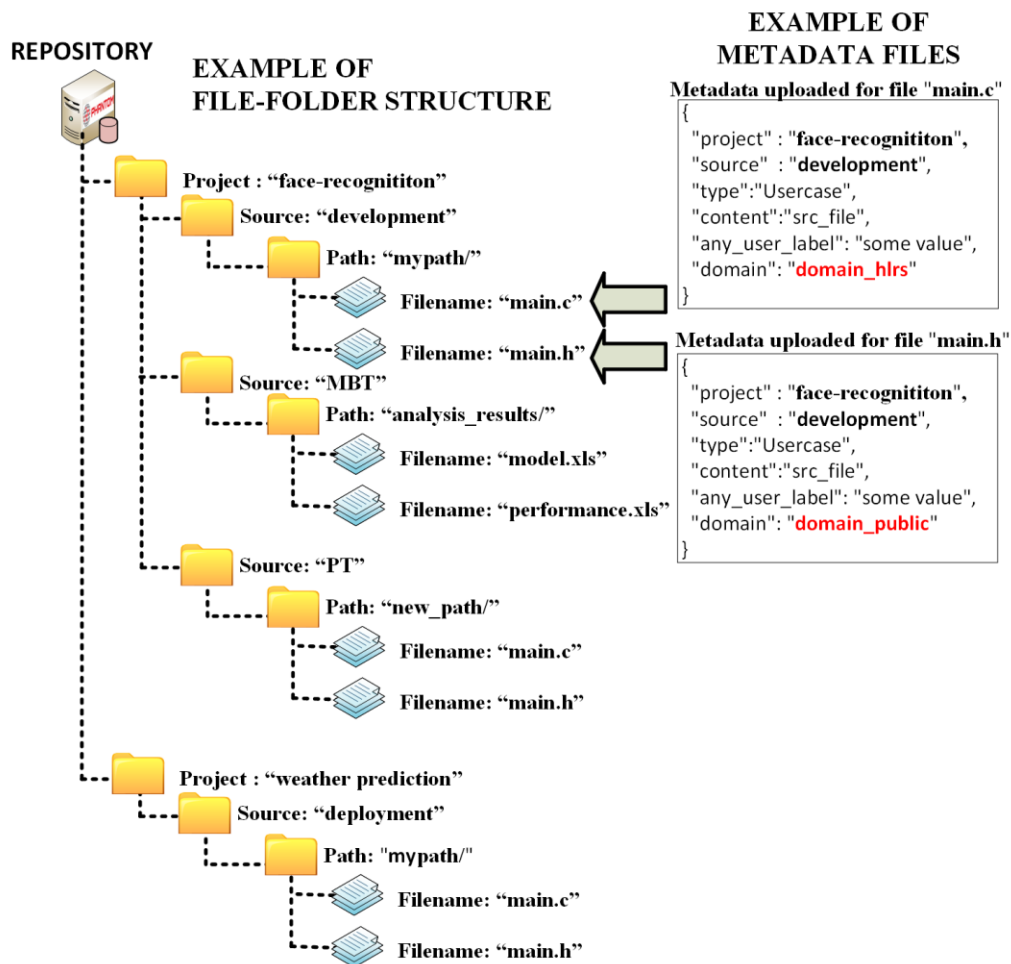 REPOSITORY
PHANTOM
EXAMPLE OF
FILE-FOLDER STRUCTURE
Project : “face-recognititon”
Source: “development”
Path: “mypath/”
Filename: “main.c”
Filename: “main.h”
Source: “MBT”
Path: “analysis_results/”
Filename: “model.xls”
Filename: “performance.xls”
Source: “PT”
Path: “new_path/”
Filename: “main.c”
Filename: “main.h”
Project : “weather prediction”
Source: “deployment”
Path: "mypath/"
Filename: “main.c”
Filename: “main.h”
EXAMPLE OF
METADATA FILES
Metadata uploaded for file "main.c"
{
"project" : "face-recognititon",
"source" : "development",
"type":"Usercase",
"content":"src_file",
"any_user_label": "some value",
"domain": "domain_hlrs"
}
Metadata uploaded for file "main.h"
{
"project" : "face-recognititon",
"source" : "development",
"type":"Usercase",
"content":"src_file",
"any_user_label": "some value",
"domain": "domain_public"
}